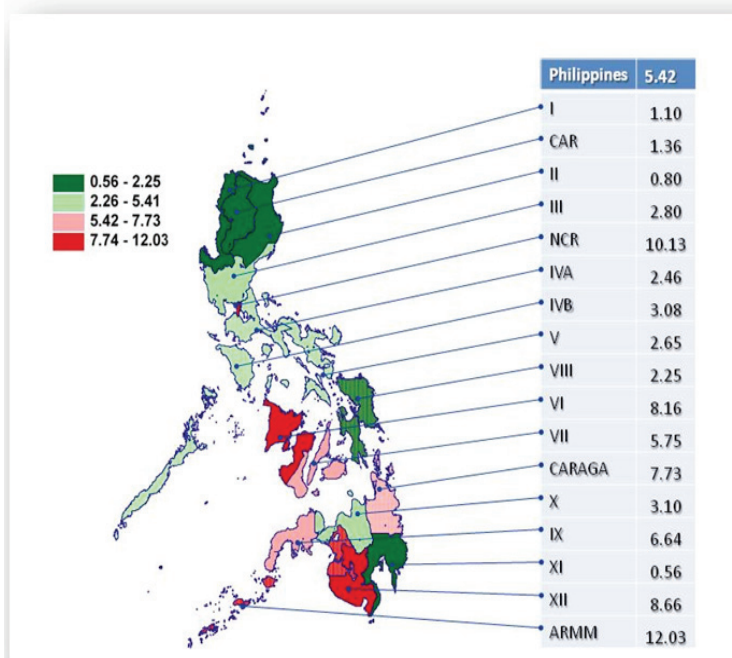 Philippines 5.42
I 1.10
CAR 1.36
II 0.80
III 2.80
NCR 10.13
IVA 2.46
IVB 3.08
V 2.65
VIII 2.25
VI 8.16
VII 5.75
CARAGA 7.73
X 3.10
IX 6.64
XI 0.56
XII 8.66
ARMM 12.03
0.56 - 2.25
2.26 - 5.41
5.42 - 7.73
7.74 - 12.03